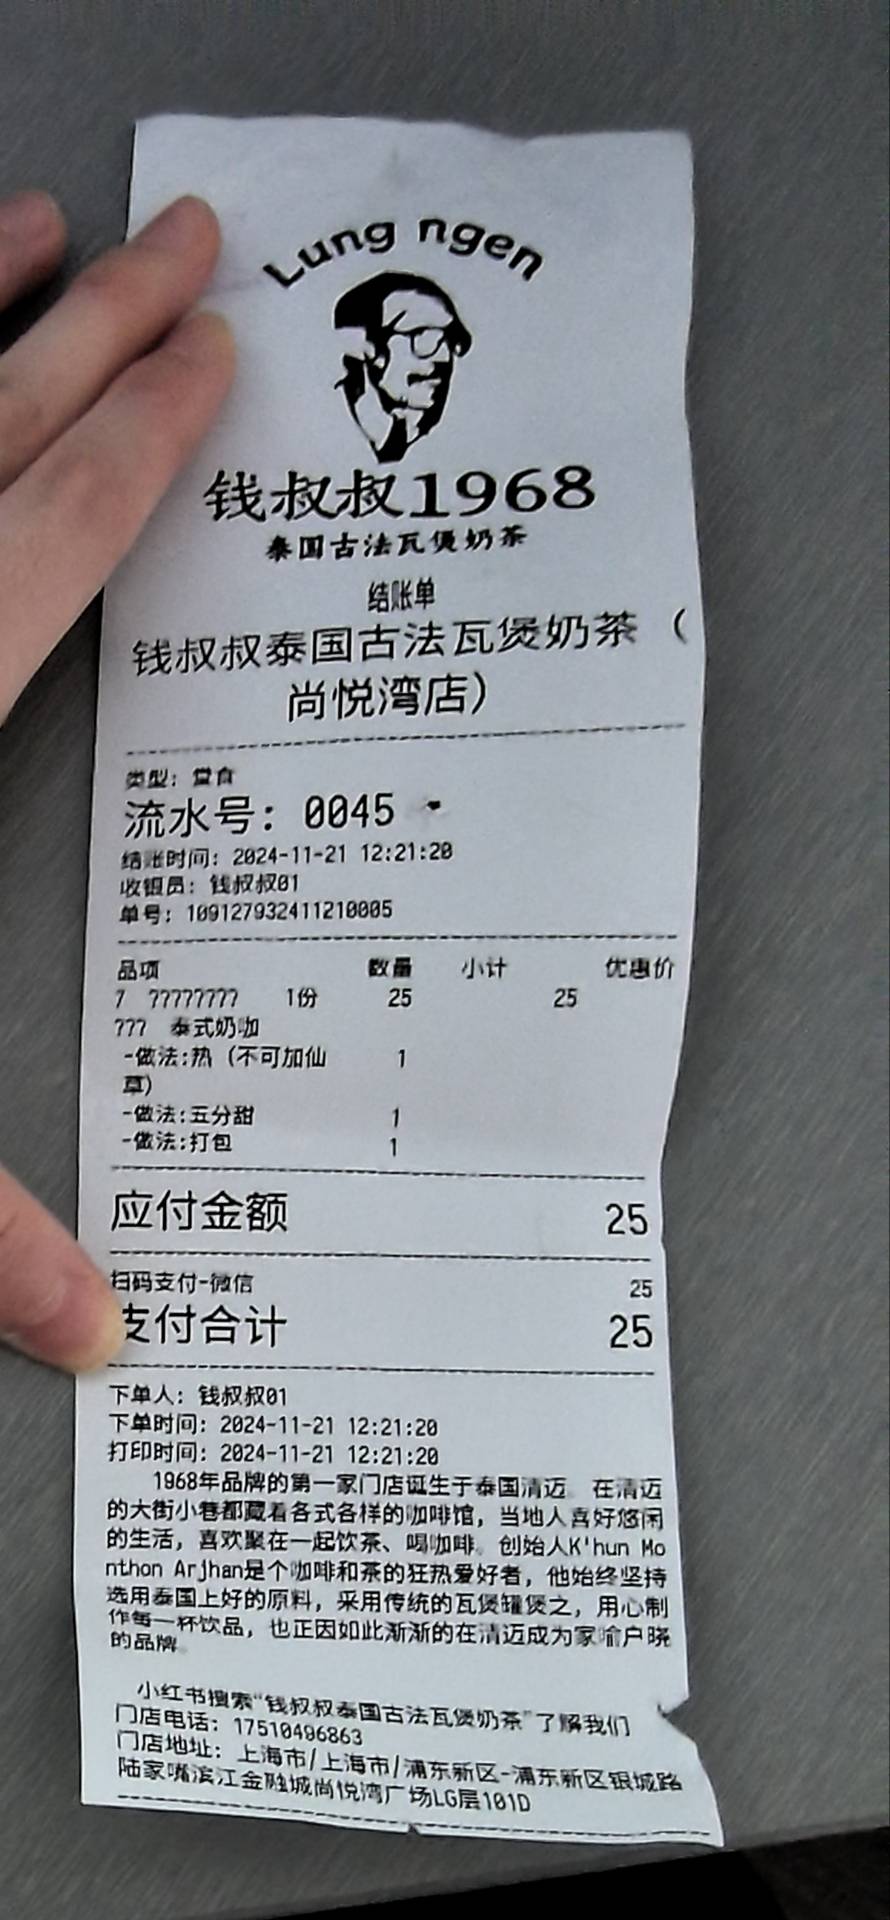 Lung ngen
钱叔叔1968
泰国古法瓦煲奶茶
结账单
钱叔叔泰国古法瓦煲奶茶（
尚悦湾店）
类型：堂食
流水号：0045
结账时间：2024-11-21 12:21:20
收银员：钱叔叔01
单号：109127932411210005
品项 数量 小计 优惠价
? ???????? 1份 25 25
??? 泰式奶咖
-做法:热（不可加仙 1
草）
-做法:五分甜 1
-做法:打包 1
应付金额 25
扫码支付-微信 25
支付合计 25
下单人：钱叔叔01
下单时间：2024-11-21 12:21:20
打印时间：2024-11-21 12:21:20
1968年品牌的第一家门店诞生于泰国清迈。在清迈
的大街小巷都藏着各式各样的咖啡馆，当地人喜好悠闲
的生活，喜欢聚在一起饮茶、喝咖啡。创始人K'hun Mo
nthon Arjhan是个咖啡和茶的狂热爱好者，他始终坚持
选用泰国上好的原料，采用传统的瓦煲罐煲之，用心制
作每一杯饮品，也正因如此渐渐的在清迈成为家喻户晓
的品牌。
小红书搜索“钱叔叔泰国古法瓦煲奶茶”了解我们
门店电话：17510496863
门店地址：上海市/上海市/浦东新区-浦东新区银城路
陆家嘴滨江金融城尚悦湾广场LG层101D